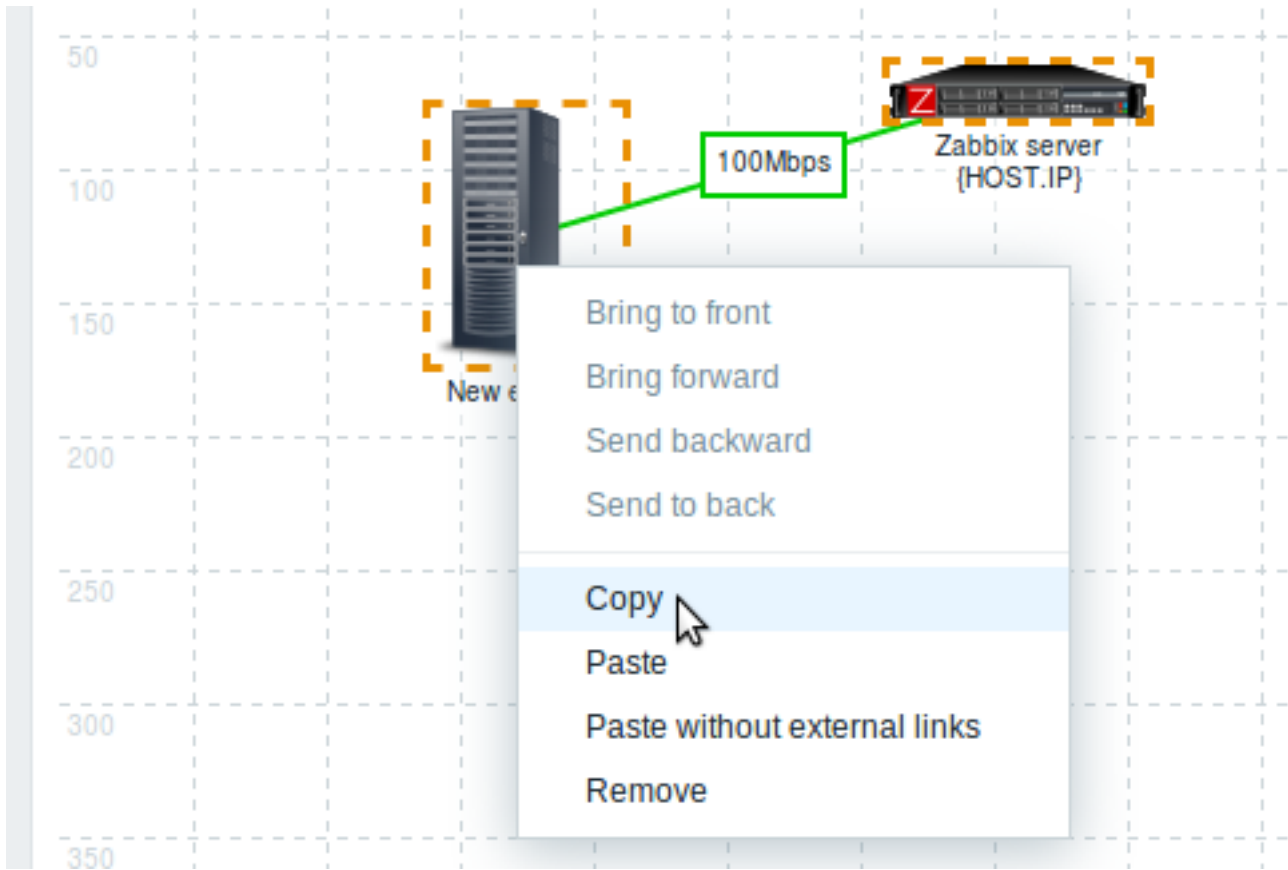 50
Zabbix server
{HOST.IP}
100Mbps
100
150
New
200
250
300
350
Bring to front
Bring forward
Send backward
Send to back
Copy
Paste
Paste without external links
Remove
Z